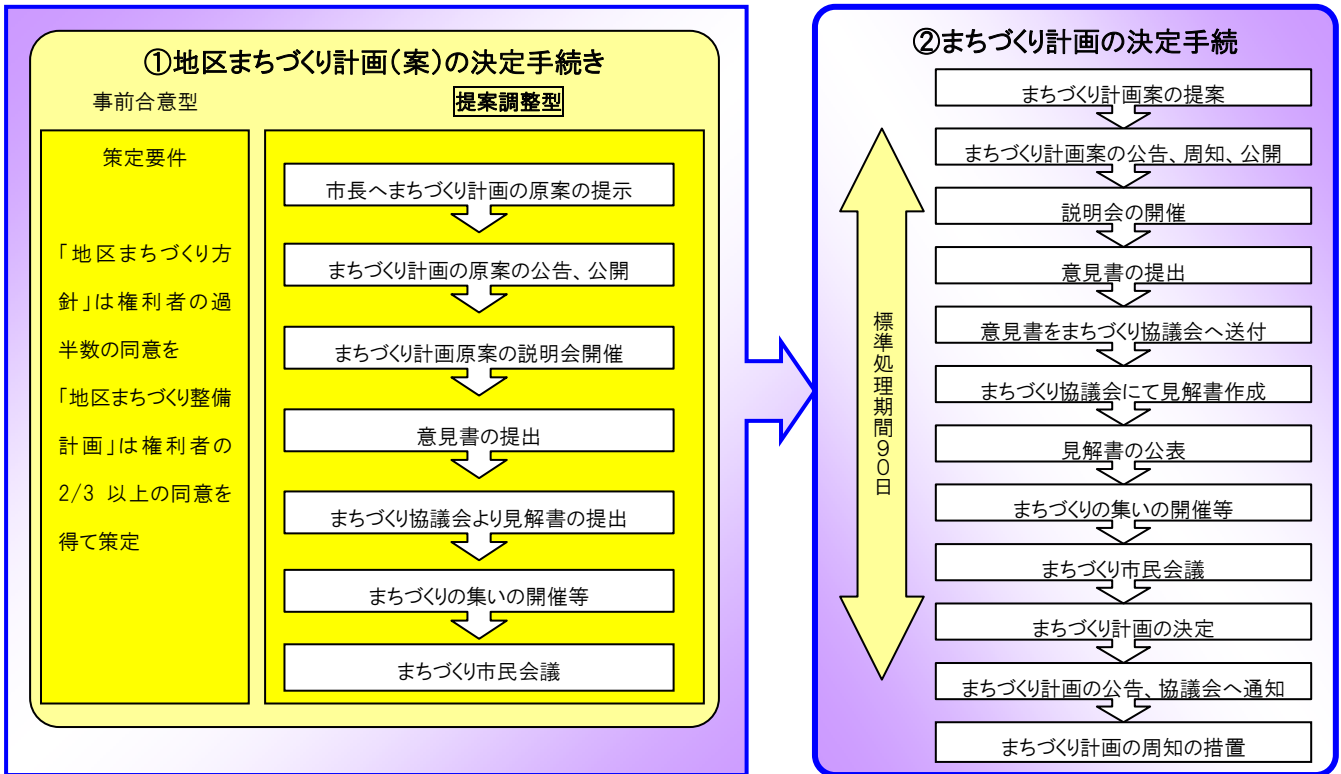 ①地区まちづくり計画(案)の決定手続き
事前合意型
提案調整型
策定要件
「地区まちづくり方
針」は権利者の過
半数の同意を
「地区まちづくり整備
計画」は権利者の
2/3 以上の同意を
得て策定
市長へまちづくり計画の原案の提示
まちづくり計画の原案の公告、公開
まちづくり計画原案の説明会開催
意見書の提出
まちづくり協議会より見解書の提出
まちづくりの集いの開催等
まちづくり市民会議
②まちづくり計画の決定手続
標準処理期間90日
まちづくり計画案の提案
まちづくり計画案の公告、周知、公開
説明会の開催
意見書の提出
意見書をまちづくり協議会へ送付
まちづくり協議会にて見解書作成
見解書の公表
まちづくりの集いの開催等
まちづくり市民会議
まちづくり計画の決定
まちづくり計画の公告、協議会へ通知
まちづくり計画の周知の措置